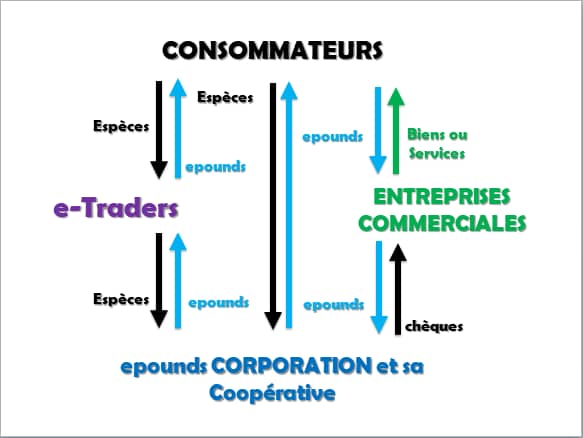 CONSOMMATEURS
Espèces
Espèces
epounds
Biens ou
Services
epounds
e-Traders
ENTREPRISES
COMMERCIALES
Espèces
epounds
epounds
chèques
epounds CORPORATION et sa
Coopérative